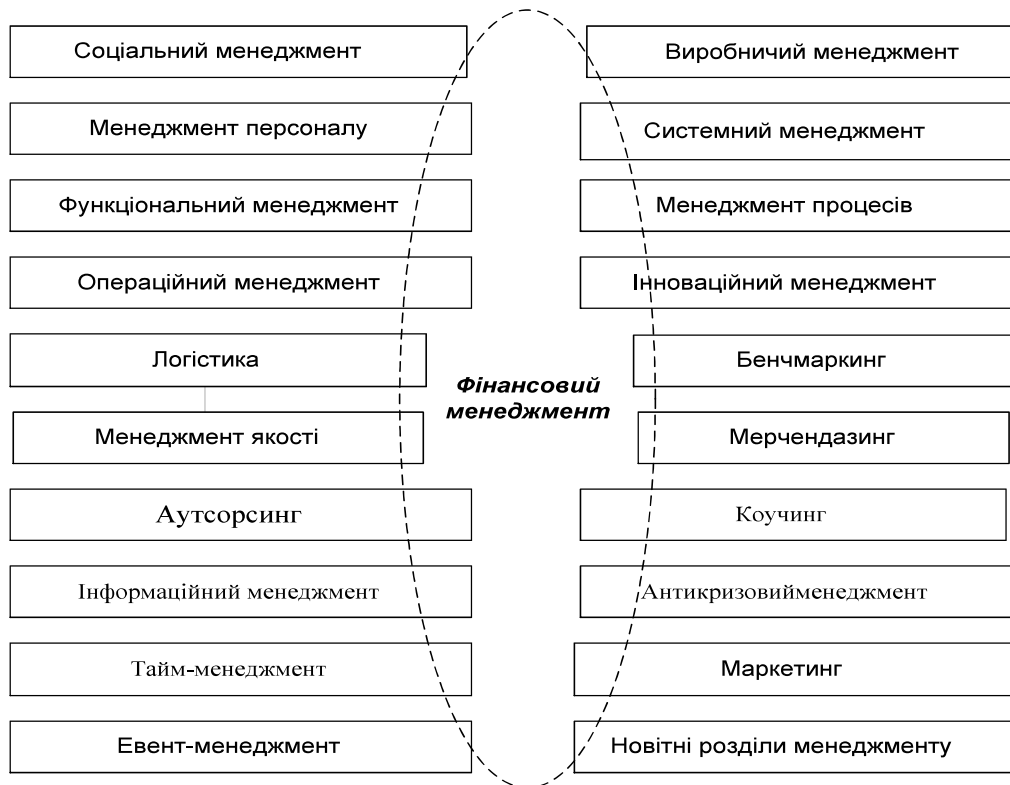 Соціальний менеджмент
Виробничий менеджмент
Менеджмент персоналу
Системний менеджмент
Функціональний менеджмент
Менеджмент процесів
Операційний менеджмент
Інноваційний менеджмент
Логістика
Бенчмаркинг
Фінансовий
менеджмент
Менеджмент якості
Мерчендазинг
Аутсорсинг
Коучинг
Інформаційний менеджмент
Антикризовийменеджмент
Тайм-менеджмент
Маркетинг
Евент-менеджмент
Новітні розділи менеджменту